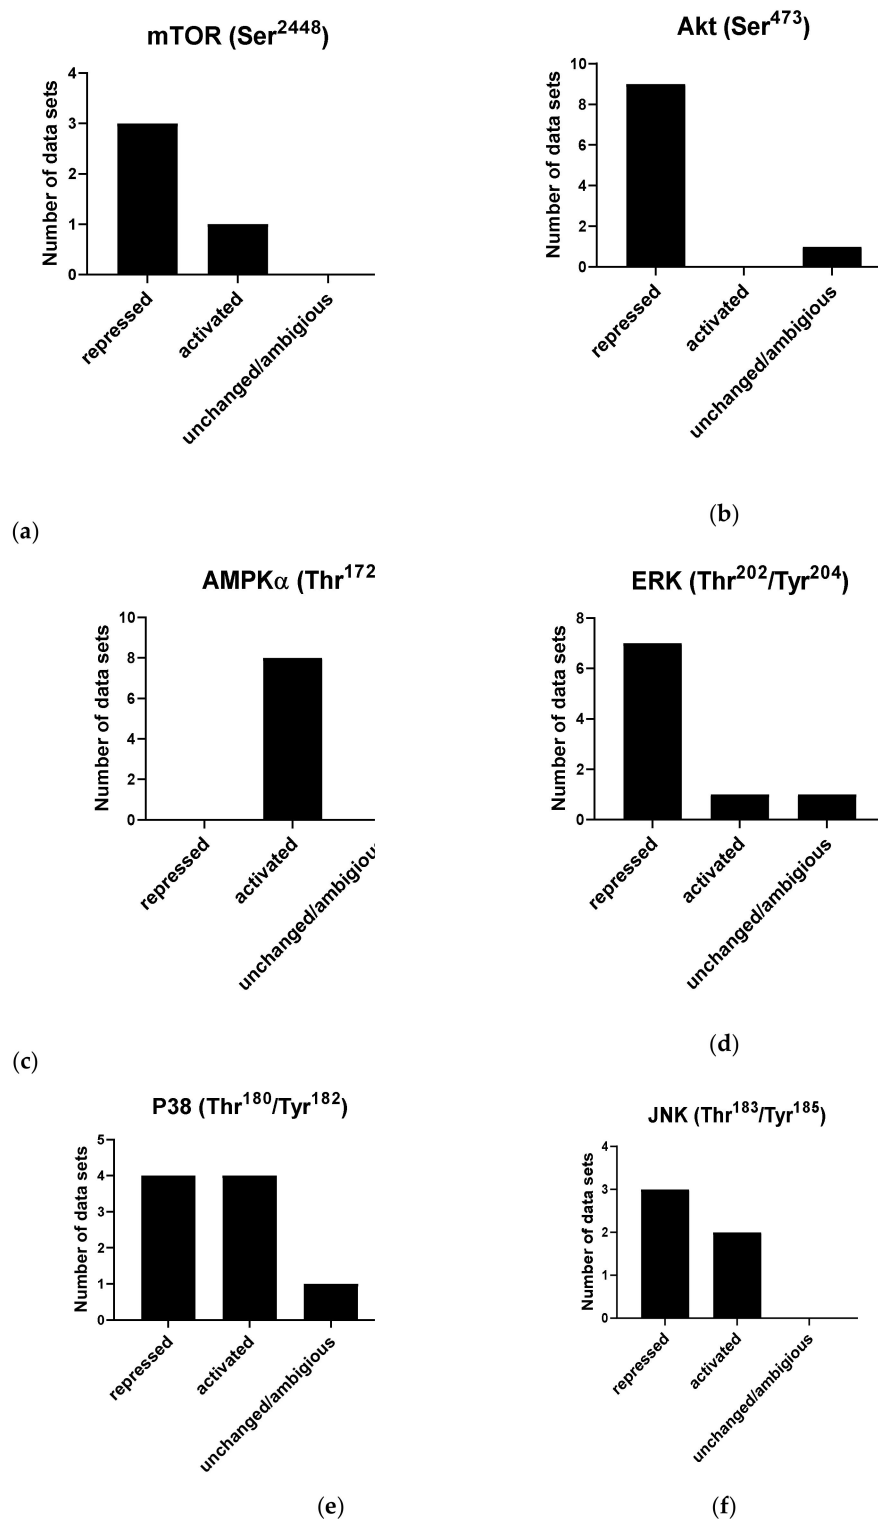 mTOR (Ser2448)
Number of data sets
4
3
2
1
0
repressed
activated
unchanged/ambigious
(a)
Akt (Ser473)
Number of data sets
10
8
6
4
2
0
repressed
activated
unchanged/ambigious
(b)
AMPKα (Thr172
Number of data sets
10
8
6
4
2
0
repressed
activated
unchanged/ambigiou
(c)
ERK (Thr202/Tyr204)
Number of data sets
8
6
4
2
0
repressed
activated
unchanged/ambigious
(d)
P38 (Thr180/Tyr182)
Number of data sets
5
4
3
2
1
0
repressed
activated
unchanged/ambigious
(e)
JNK (Thr183/Tyr185)
Number of data sets
4
3
2
1
0
repressed
activated
unchanged/ambigious
(f)